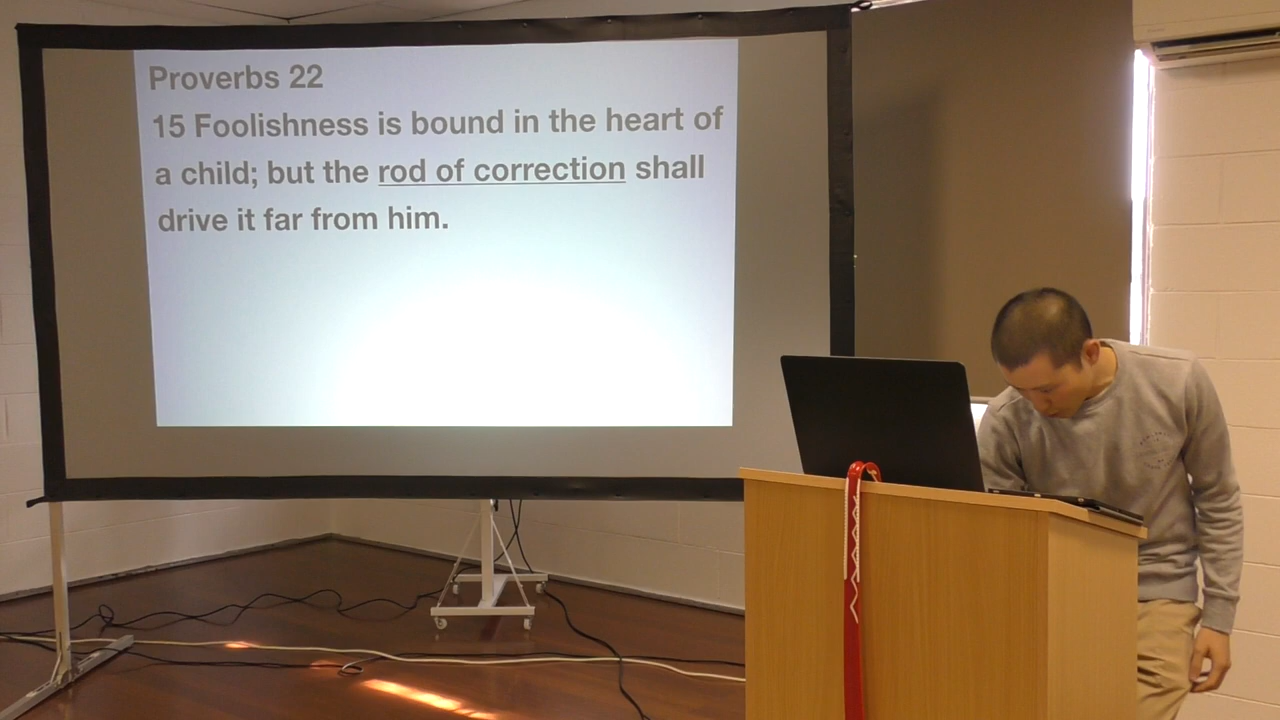 Proverbs 22
15 Foolishness is bound in the heart of
a child; but the rod of correction shall
drive it far from him.